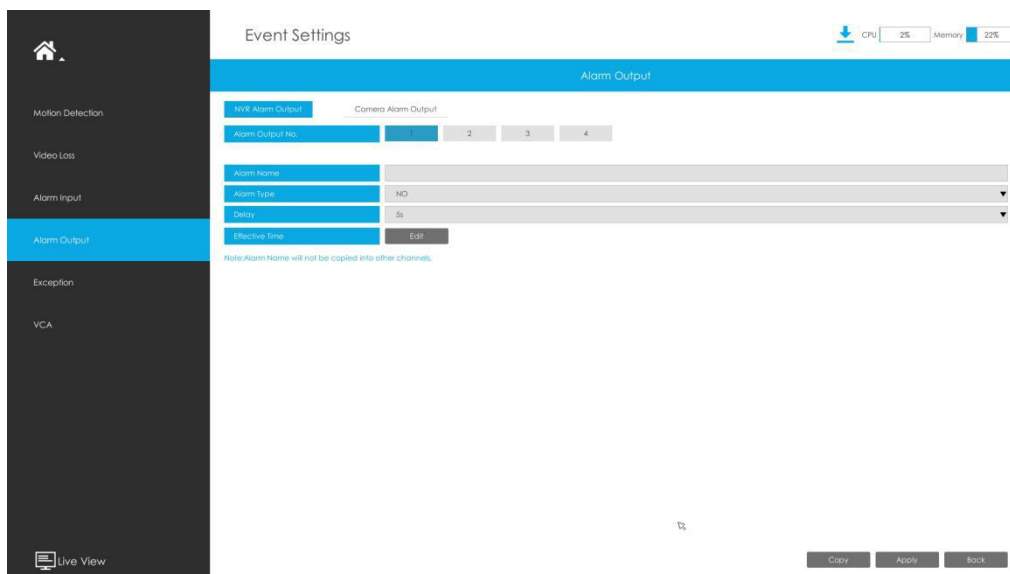 Event Settings
CPU 2% Memory 22%
Alarm Output
Motion Detection
Video Loss
Alarm Input
Alarm Output
Exception
VCA
Live View
NVR Alarm Output Camera Alarm Output
Alarm Output No. 1 2 3 4
Alarm Name
Alarm Type NO
Delay 5s
Effective Time Edit
Note:Alarm Name will not be copied into other channels.
Copy Apply Back